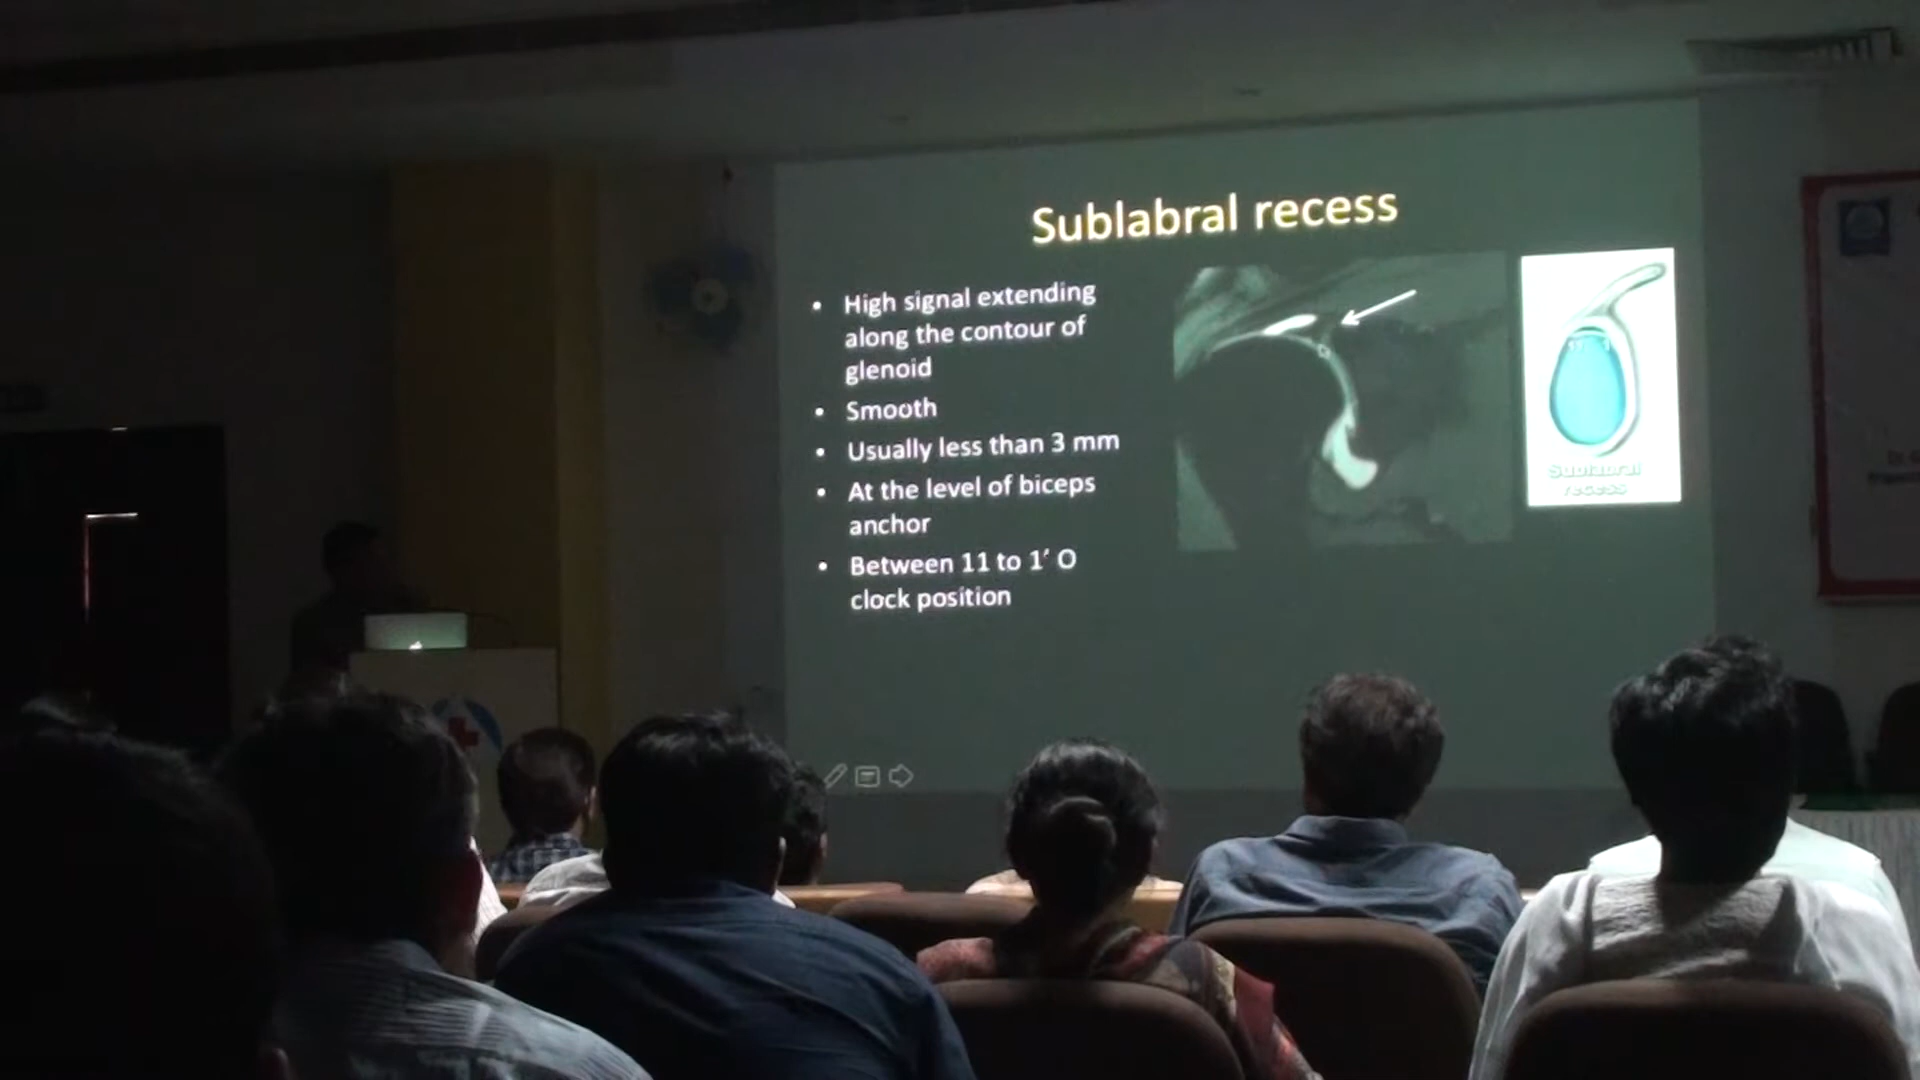 Sublabral recess
• High signal extending
along the contour of
glenoid
• Smooth
• Usually less than 3 mm
• At the level of biceps
anchor
• Between 11 to 1' O
clock position
Sublabral
recess